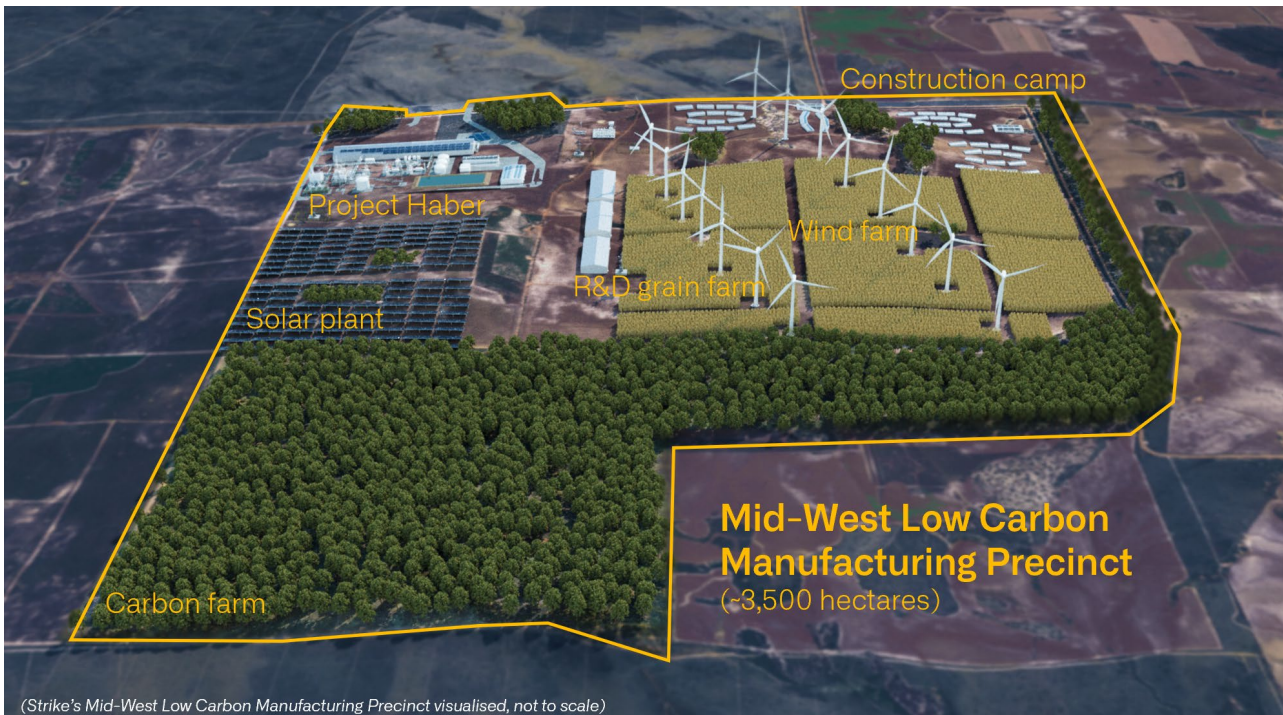 Construction camp
Project Haber
Wind farm
R&D grain farm
Solar plant
Mid-West Low Carbon
Manufacturing Precinct
(~3,500 hectares)
Carbon farm
(Strike's Mid-West Low Carbon Manufacturing Precinct visualised, not to scale)